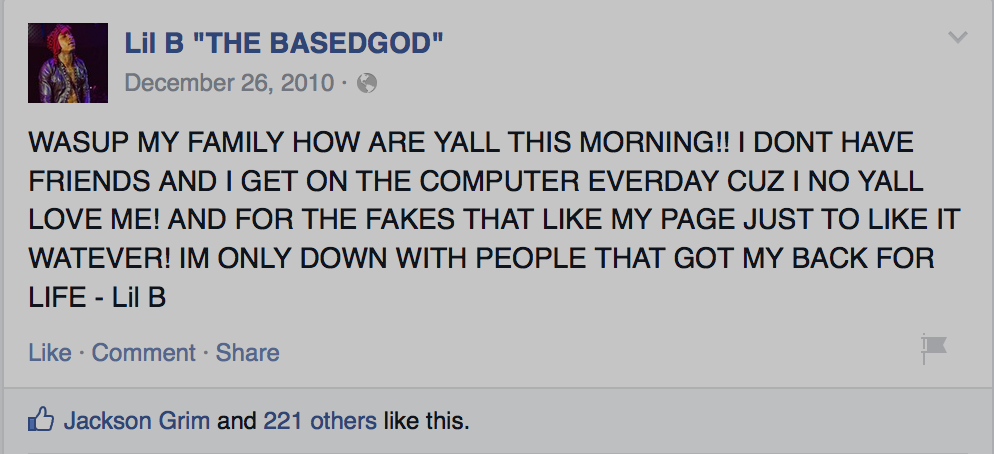 Lil B "THE BASEDGOD"
December 26, 2010 ·
WASUP MY FAMILY HOW ARE YALL THIS MORNING!! I DONT HAVE
FRIENDS AND I GET ON THE COMPUTER EVERDAY CUZ I NO YALL
LOVE ME! AND FOR THE FAKES THAT LIKE MY PAGE JUST TO LIKE IT
WATEVER! IM ONLY DOWN WITH PEOPLE THAT GOT MY BACK FOR
LIFE - Lil B
Like · Comment · Share
Jackson Grim and 221 others like this.